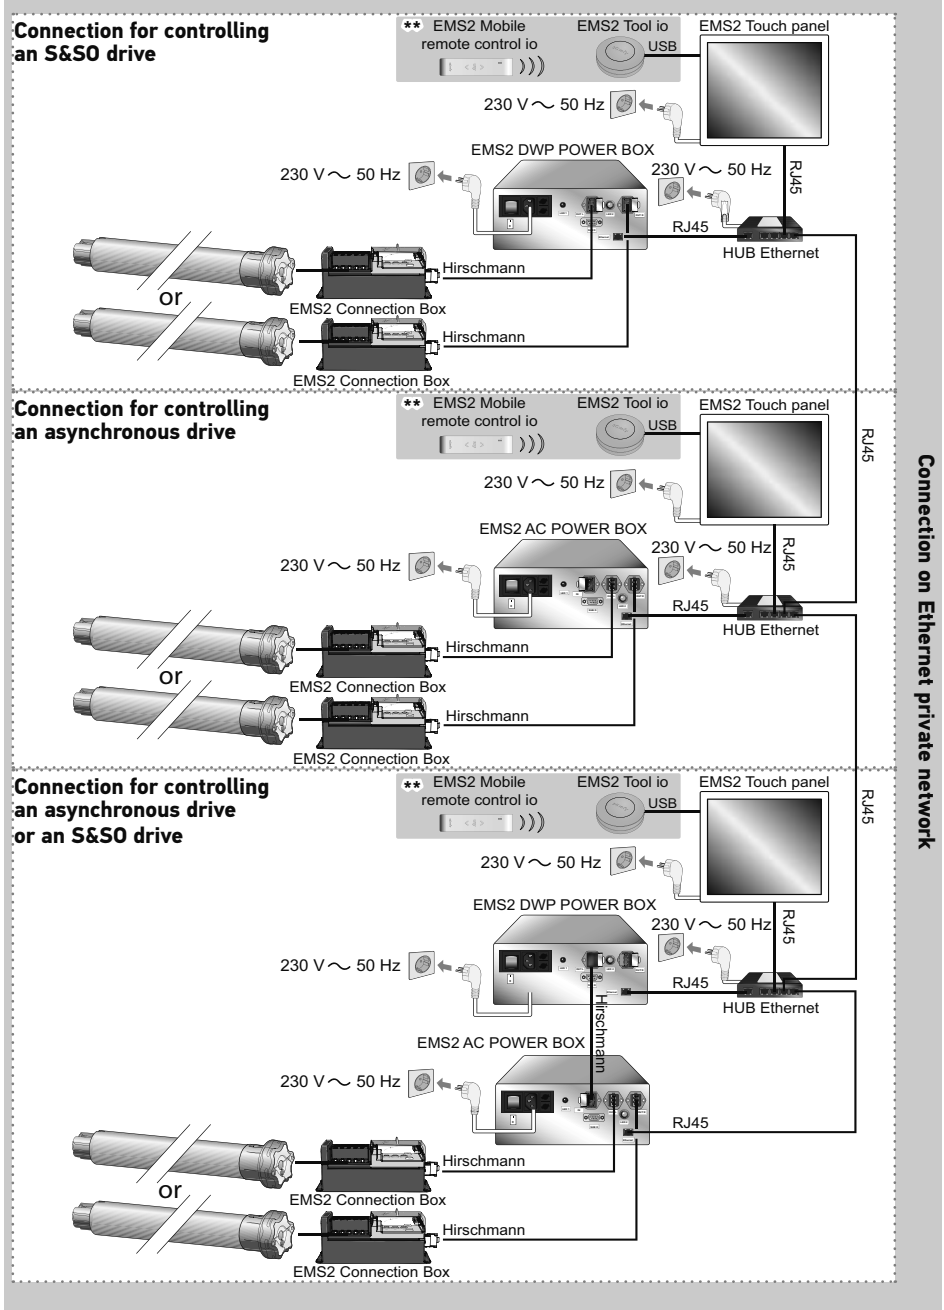 Connection for controlling
an S&SO drive
** EMS2 Mobile
remote control io
EMS2 Tool io
USB
EMS2 Touch panel
230 V ~ 50 Hz
EMS2 DWP POWER BOX
230 V ~ 50 Hz
230 V ~ 50 Hz
RJ45
RJ45
HUB Ethernet
Hirschmann
EMS2 Connection Box
or
Hirschmann
EMS2 Connection Box
Connection for controlling
an asynchronous drive
** EMS2 Mobile
remote control io
EMS2 Tool io
USB
EMS2 Touch panel
RJ45
230 V ~ 50 Hz
EMS2 AC POWER BOX
230 V ~ 50 Hz
230 V ~ 50 Hz
RJ45
RJ45
HUB Ethernet
Hirschmann
EMS2 Connection Box
or
Hirschmann
EMS2 Connection Box
Connection for controlling
an asynchronous drive
or an S&SO drive
** EMS2 Mobile
remote control io
EMS2 Tool io
USB
EMS2 Touch panel
RJ45
230 V ~ 50 Hz
EMS2 DWP POWER BOX
230 V ~ 50 Hz
230 V ~ 50 Hz
RJ45
RJ45
HUB Ethernet
Hirschmann
EMS2 AC POWER BOX
230 V ~ 50 Hz
RJ45
Hirschmann
EMS2 Connection Box
or
Hirschmann
EMS2 Connection Box
Connection on Ethernet private network